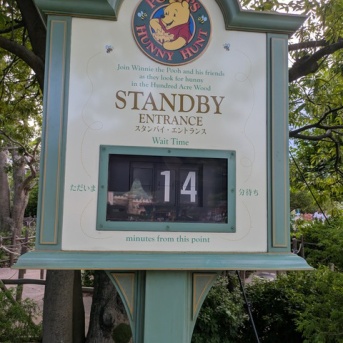 POOH'S
HUNNY HUNT
Join Winnie the Pooh and his friends
as they look for hunny
in the Hundred Acre Wood
STANDBY
ENTRANCE
スタンバイ・エントランス
Wait Time
ただいま 14 分待ち
minutes from this point